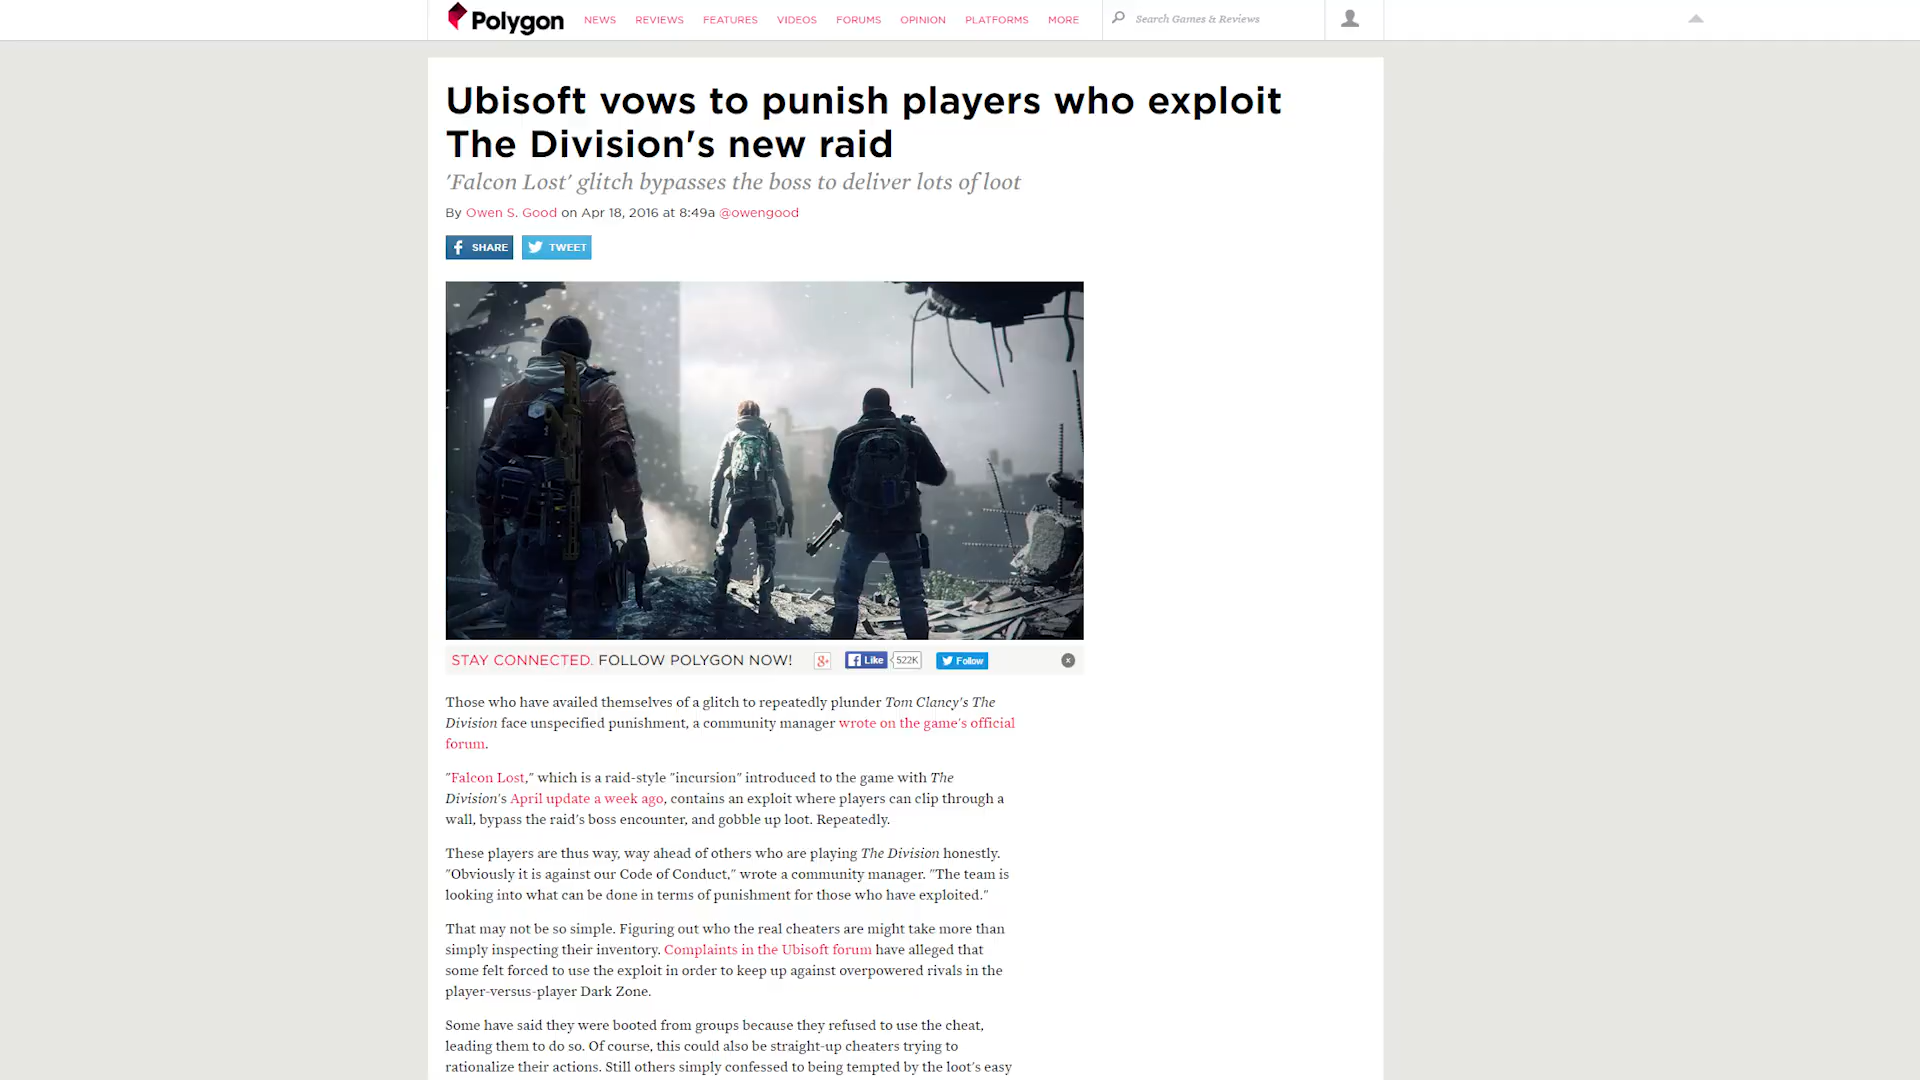 Polygon
NEWS REVIEWS FEATURES VIDEOS FORUMS OPINION PLATFORMS MORE
Search Games & Reviews
Ubisoft vows to punish players who exploit
The Division's new raid
'Falcon Lost' glitch bypasses the boss to deliver lots of loot
By Owen S. Good on Apr 18, 2016 at 8:49a @owengood
SHARE TWEET
STAY CONNECTED. FOLLOW POLYGON NOW! g+ Like 522K Follow x
Those who have availed themselves of a glitch to repeatedly plunder Tom Clancy's The
Division face unspecified punishment, a community manager wrote on the game's official
forum.
"Falcon Lost," which is a raid-style "incursion" introduced to the game with The
Division's April update a week ago, contains an exploit where players can clip through a
wall, bypass the raid's boss encounter, and gobble up loot. Repeatedly.
These players are thus way, way ahead of others who are playing The Division honestly.
"Obviously it is against our Code of Conduct," wrote a community manager. "The team is
looking into what can be done in terms of punishment for those who have exploited."
That may not be so simple. Figuring out who the real cheaters are might take more than
simply inspecting their inventory. Complaints in the Ubisoft forum have alleged that
some felt forced to use the exploit in order to keep up against overpowered rivals in the
player-versus-player Dark Zone.
Some have said they were booted from groups because they refused to use the cheat,
leading them to do so. Of course, this could also be straight-up cheaters trying to
rationalize their actions. Still others simply confessed to being tempted by the loot's easy